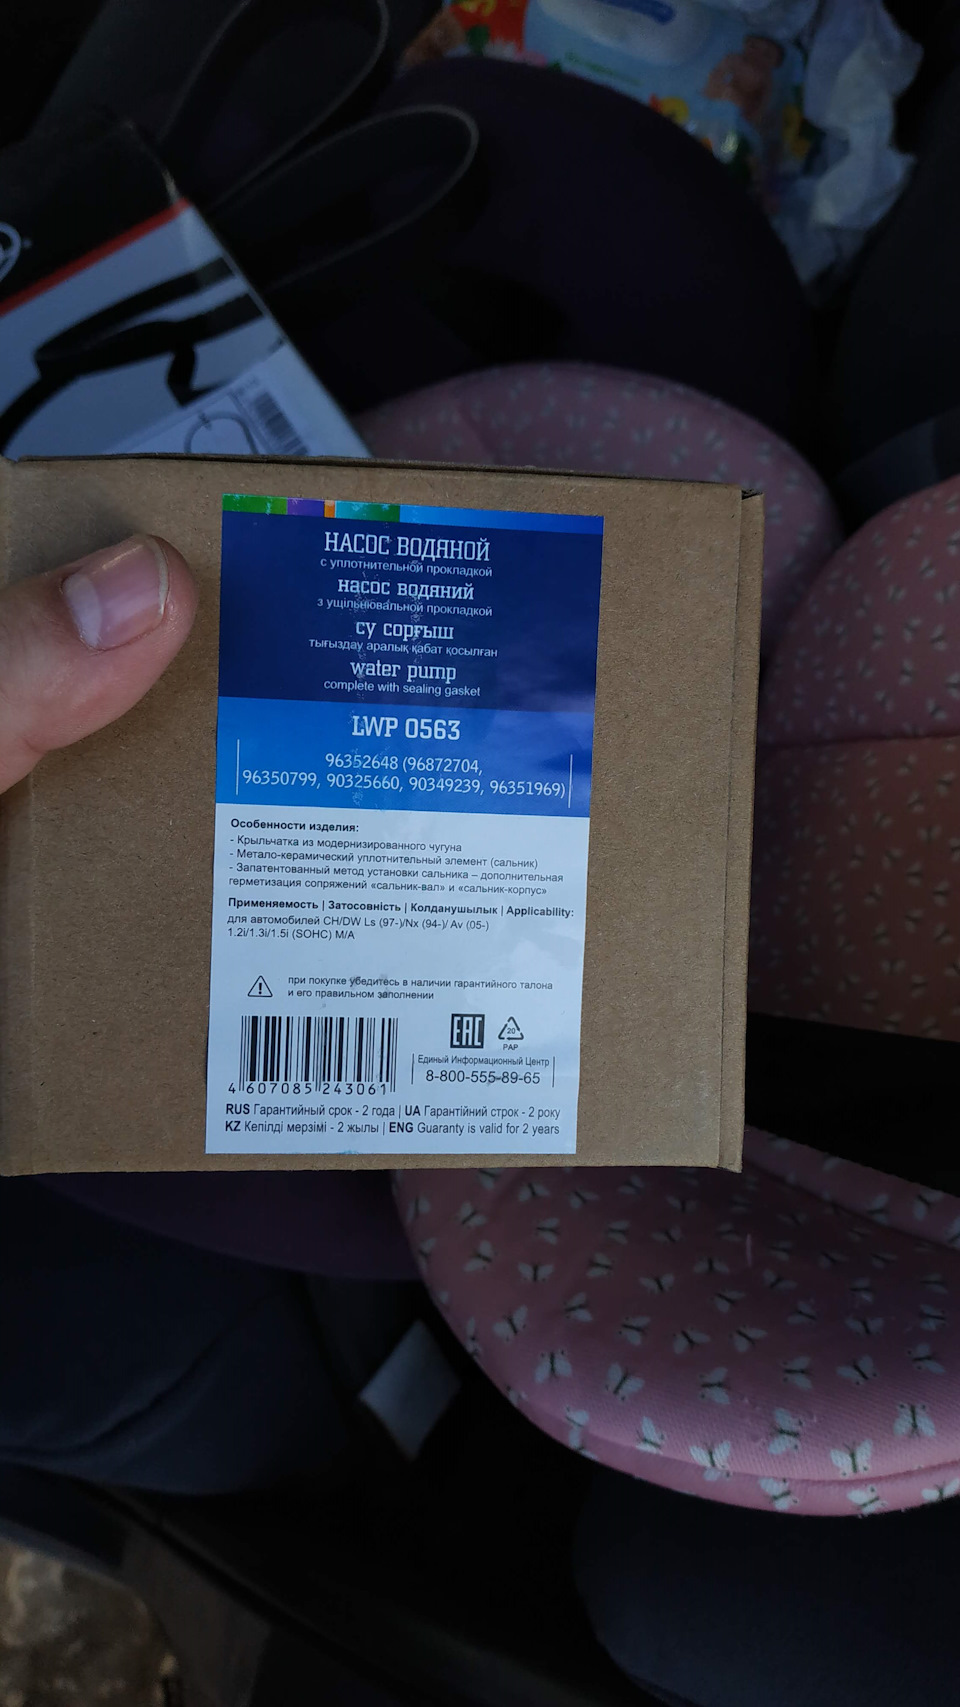 НАСОС ВОДЯНОЙ
с уплотнительной прокладкой
насос водяний
з ущільнювальной прокладкой
су сорғыш
тығыздау аралық қабат қосылған
water pump
complete with sealing gasket
LWP 0563
96352648 (96872704,
96350799, 90325660, 90349239, 96351969)
Особенности изделия:
- Крыльчатка из модернизированного чугуна
- Метало-керамический уплотнительный элемент (сальник)
- Запатентованный метод установки сальника – дополнительная
герметизация сопряжений «сальник-вал» и «сальник-корпус»
Применяемость | Затосовність | Колданушылык | Applicability:
для автомобилей CH/DW Ls (97-)/Nx (94-)/ Av (05-)
1.2i/1.3i/1.5i (SOHC) M/A
при покупке убедитесь в наличии гарантийного талона
и его правильном заполнении
EAC
20
PAP
Единый Информационный Центр
8-800-555-89-65
4 607085 243061
RUS Гарантийный срок - 2 года | UA Гарантійний строк - 2 року
KZ Кепілді мерзімі - 2 жылы | ENG Guaranty is valid for 2 years